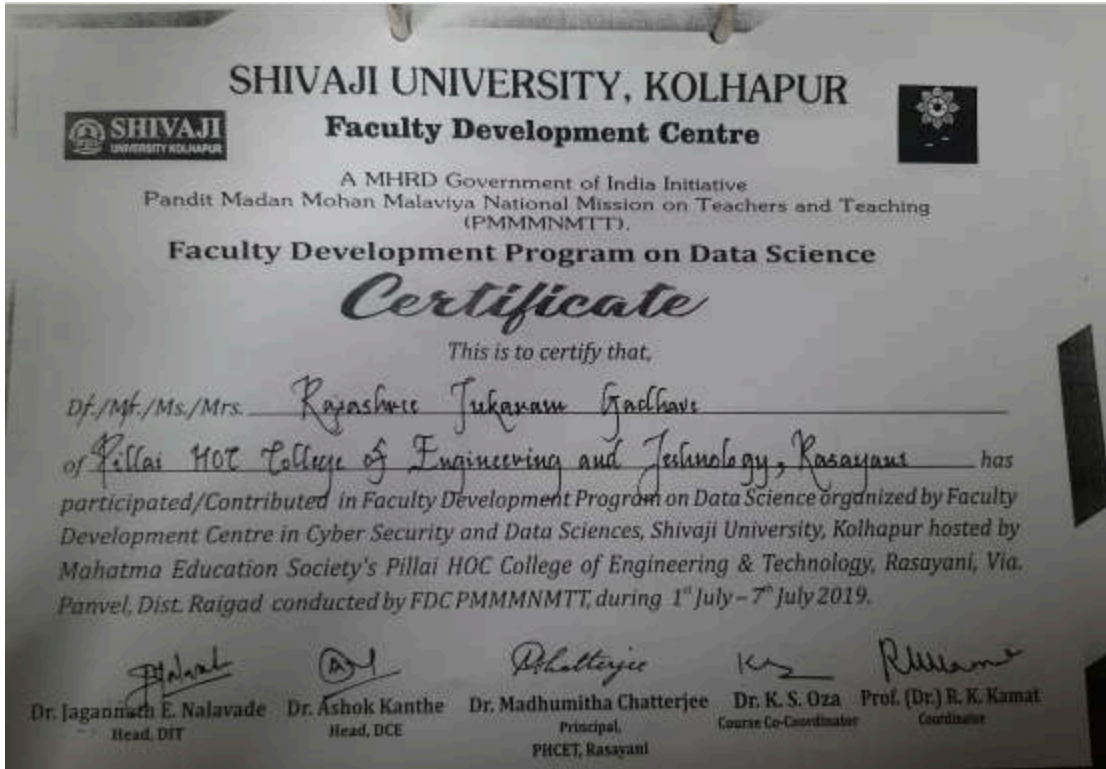 SHIVAJI UNIVERSITY, KOLHAPUR
SHIVAJI
UNIVERSITY KOLHAPUR
Faculty Development Centre
A MHRD Government of India Initiative
Pandit Madan Mohan Malaviya National Mission on Teachers and Teaching
(PMMMNMTT).
Faculty Development Program on Data Science
Certificate
This is to certify that,
Dr./Mr./Ms./Mrs. Rajashree Tukaram Gadhave
of Pillai HOC College of Engineering and Technology, Rasayani has
participated/Contributed in Faculty Development Program on Data Science organized by Faculty
Development Centre in Cyber Security and Data Sciences, Shivaji University, Kolhapur hosted by
Mahatma Education Society's Pillai HOC College of Engineering & Technology, Rasayani, Via.
Panvel, Dist. Raigad conducted by FDC PMMMNMTT, during 1st July – 7th July 2019.
Dr. Jagannath E. Nalavade Dr. Ashok Kanthe Dr. Madhumitha Chatterjee Dr. K. S. Oza Prof. (Dr.) R. K. Kamat
Head, DIT Head, DCE Principal, Course Co-Coordinator Coordinator
PHCET, Rasayani